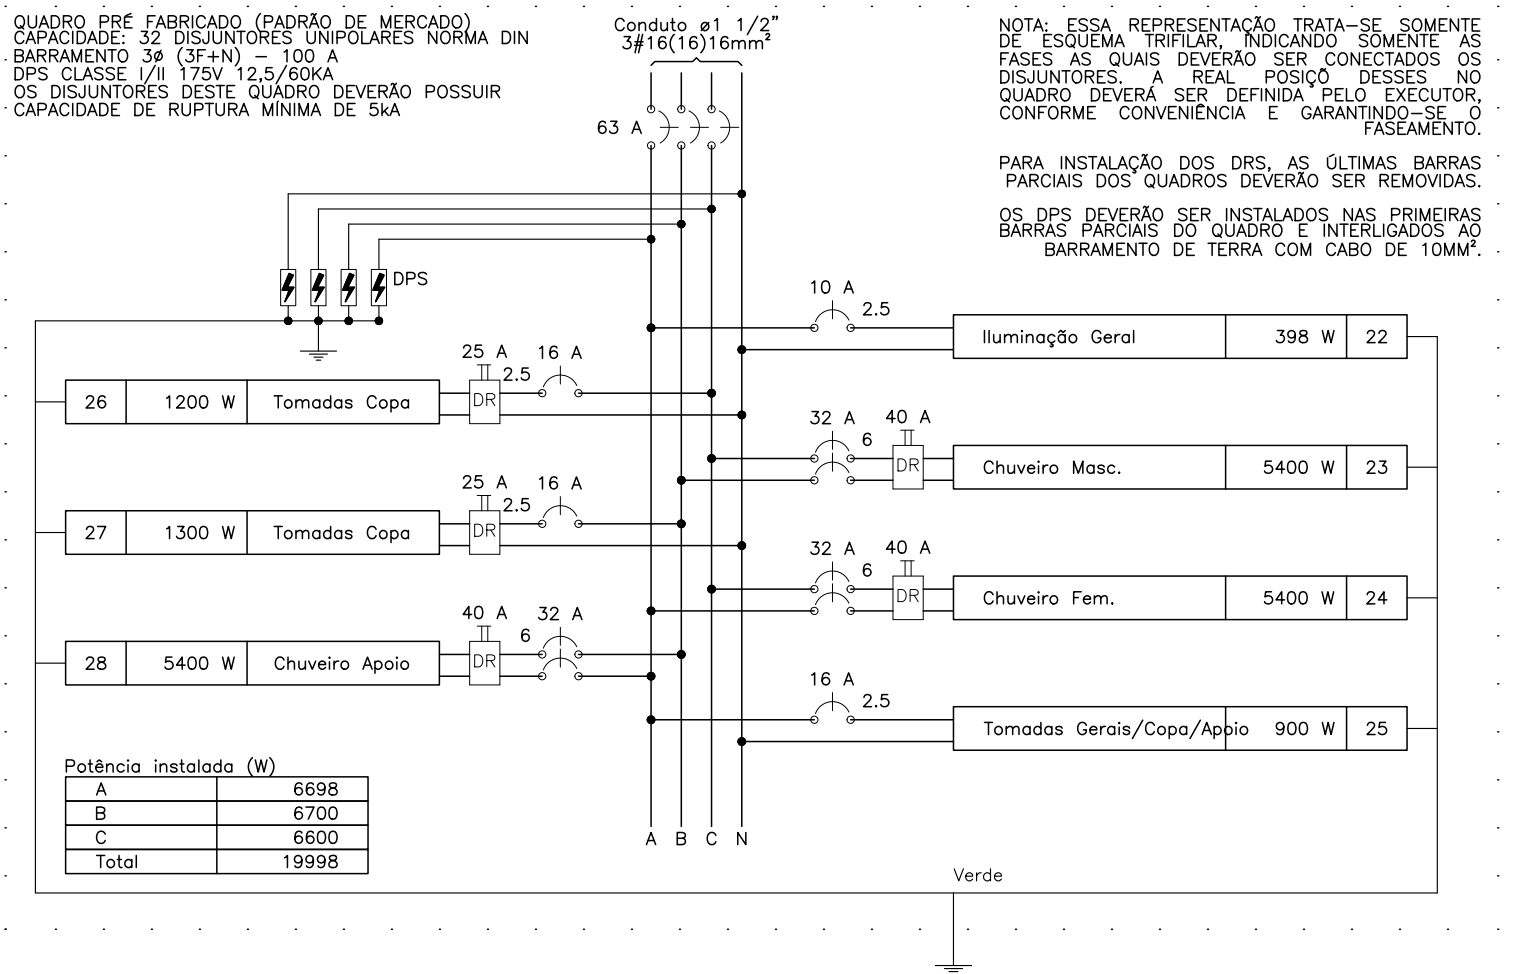 QUADRO PRÉ FABRICADO (PADRÃO DE MERCADO)
CAPACIDADE: 32 DISJUNTORES UNIPOLARES NORMA DIN
BARRAMENTO 3ø (3F+N) – 100 A
DPS CLASSE I/II 175V 12,5/60KA
OS DISJUNTORES DESTE QUADRO DEVERÃO POSSUIR
CAPACIDADE DE RUPTURA MÍNIMA DE 5kA
Conduto ø1 1/2”
3#16(16)16mm²
63 A
NOTA: ESSA REPRESENTAÇÃO TRATA–SE SOMENTE
DE ESQUEMA TRIFILAR, INDICANDO SOMENTE AS
FASES AS QUAIS DEVERÃO SER CONECTADOS OS
DISJUNTORES. A REAL POSIÇÕ DESSES NO
QUADRO DEVERÁ SER DEFINIDA PELO EXECUTOR,
CONFORME CONVENIÊNCIA E GARANTINDO–SE O
FASEAMENTO.
PARA INSTALAÇÃO DOS DRS, AS ÚLTIMAS BARRAS
PARCIAIS DOS QUADROS DEVERÃO SER REMOVIDAS.
OS DPS DEVERÃO SER INSTALADOS NAS PRIMEIRAS
BARRAS PARCIAIS DO QUADRO E INTERLIGADOS AO
BARRAMENTO DE TERRA COM CABO DE 10MM².
DPS
10 A
2.5
Iluminação Geral 398 W 22
25 A 16 A
2.5
26 1200 W Tomadas Copa DR
32 A 40 A
6
DR Chuveiro Masc. 5400 W 23
25 A 16 A
2.5
27 1300 W Tomadas Copa DR
32 A 40 A
6
DR Chuveiro Fem. 5400 W 24
40 A 32 A
6
28 5400 W Chuveiro Apoio DR
16 A
2.5
Tomadas Gerais/Copa/Apoio 900 W 25
Potência instalada (W)
A 6698
B 6700
C 6600
Total 19998
A B C N
Verde